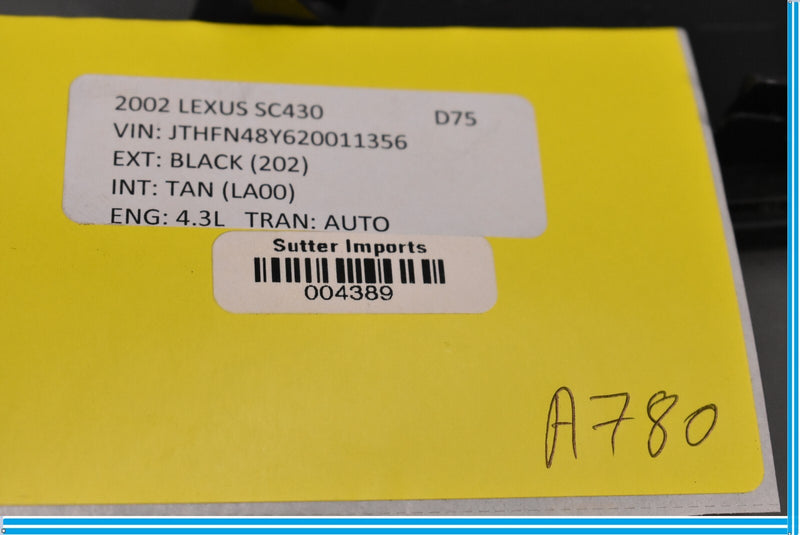 2002 LEXUS SC430 D75
VIN: JTHFN48Y620011356
EXT: BLACK (202)
INT: TAN (LA00)
ENG: 4.3L TRAN: AUTO
Sutter Imports
004389
A780